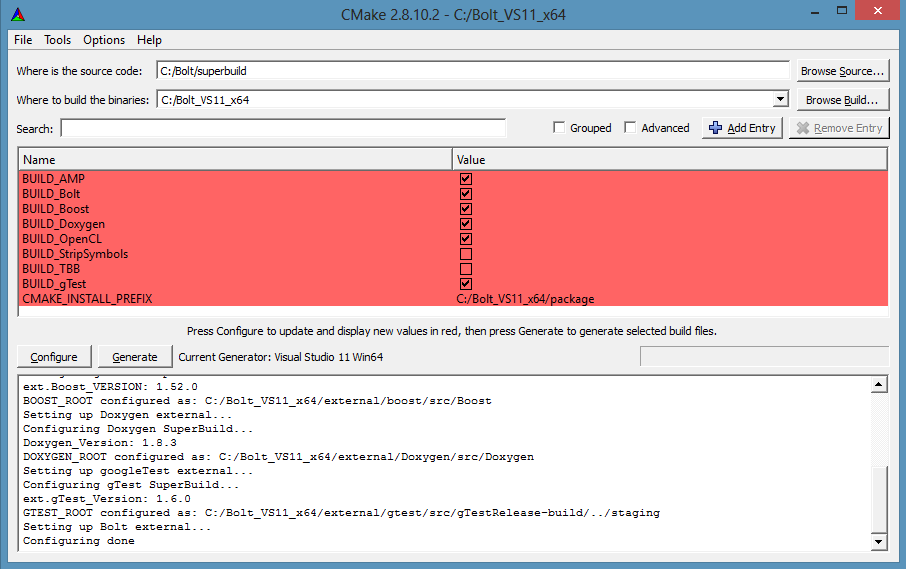 CMake 2.8.10.2 - C:/Bolt_VS11_x64
File Tools Options Help
Where is the source code: C:/Bolt/superbuild Browse Source...
Where to build the binaries: C:/Bolt_VS11_x64 Browse Build...
Search: Grouped Advanced Add Entry Remove Entry
Name Value
BUILD_AMP
BUILD_Bolt
BUILD_Boost
BUILD_Doxygen
BUILD_OpenCL
BUILD_StripSymbols
BUILD_TBB
BUILD_gTest
CMAKE_INSTALL_PREFIX C:/Bolt_VS11_x64/package
Press Configure to update and display new values in red, then press Generate to generate selected build files.
Configure Generate Current Generator: Visual Studio 11 Win64
ext.Boost_VERSION: 1.52.0
BOOST_ROOT configured as: C:/Bolt_VS11_x64/external/boost/src/Boost
Setting up Doxygen external...
Configuring Doxygen SuperBuild...
Doxygen_Version: 1.8.3
DOXYGEN_ROOT configured as: C:/Bolt_VS11_x64/external/Doxygen/src/Doxygen
Setting up googleTest external...
Configuring gTest SuperBuild...
ext.gTest_Version: 1.6.0
GTEST_ROOT configured as: C:/Bolt_VS11_x64/external/gtest/src/gTestRelease-build/../staging
Setting up Bolt external...
Configuring done